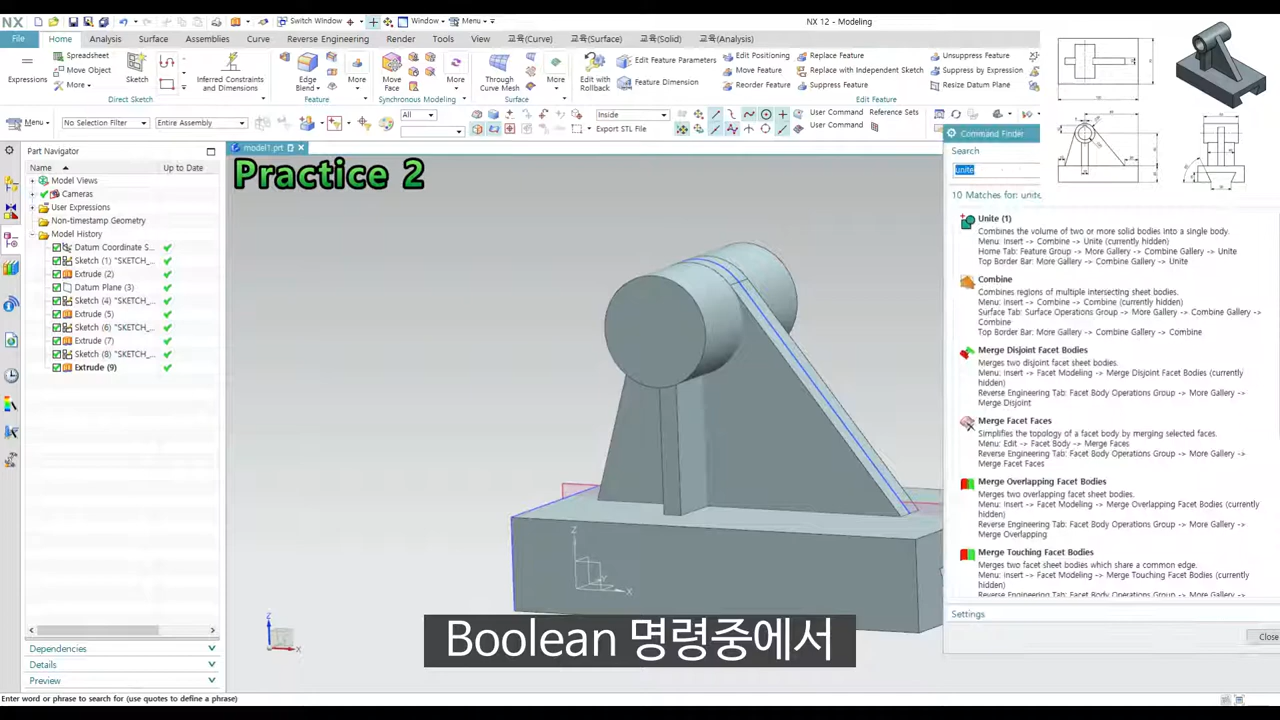 NX
Switch Window
Window
Menu
NX 12 - Modeling
File
Home
Analysis
Surface
Assemblies
Curve
Reverse Engineering
Render
Tools
View
교육(Curve)
교육(Surface)
교육(Solid)
교육(Analysis)
Expressions
Spreadsheet
Move Object
More
Sketch
Inferred Constraints
and Dimensions
Direct Sketch
Edge
Blend
More
Feature
Move
Face
More
Synchronous Modeling
Through
Curve Mesh
More
Surface
Edit with
Rollback
Edit Feature Parameters
Feature Dimension
Edit Positioning
Move Feature
Reorder Feature
Replace Feature
Replace with Independent Sketch
Suppress Feature
Unsuppress Feature
Suppress by Expression
Resize Datum Plane
Edit Feature
Menu
No Selection Filter
Entire Assembly
All
Inside
Export STL File
User Command
User Command
Reference Sets
Part Navigator
Name
Up to Date
Model Views
Cameras
User Expressions
Non-timestamp Geometry
Model History
Datum Coordinate S...
Sketch (1) "SKETCH_...
Extrude (2)
Datum Plane (3)
Sketch (4) "SKETCH_...
Extrude (5)
Sketch (6) "SKETCH_...
Extrude (7)
Sketch (8) "SKETCH_...
Extrude (9)
Dependencies
Details
Preview
model1.prt
Practice 2
Z
X
Z
X
Command Finder
Search
unite
10 Matches for: unite
Unite (1)
Combines the volume of two or more solid bodies into a single body.
Menu: Insert -> Combine -> Unite (currently hidden)
Home Tab: Feature Group -> More Gallery -> Combine Gallery -> Unite
Top Border Bar: More Gallery -> Combine Gallery -> Unite
Combine
Combines regions of multiple intersecting sheet bodies.
Menu: Insert -> Combine -> Combine (currently hidden)
Surface Tab: Surface Operations Group -> More Gallery -> Combine Gallery ->
Combine
Top Border Bar: More Gallery -> Combine Gallery -> Combine
Merge Disjoint Facet Bodies
Merges two disjoint facet sheet bodies.
Menu: Insert -> Facet Modeling -> Merge Disjoint Facet Bodies (currently
hidden)
Reverse Engineering Tab: Facet Body Operations Group -> More Gallery ->
Merge Disjoint
Merge Facet Faces
Simplifies the topology of a facet body by merging selected faces.
Menu: Edit -> Facet Body -> Merge Faces
Reverse Engineering Tab: Facet Body Operations Group -> More Gallery ->
Merge Facet Faces
Merge Overlapping Facet Bodies
Merges two overlapping facet sheet bodies.
Menu: Insert -> Facet Modeling -> Merge Overlapping Facet Bodies (currently
hidden)
Reverse Engineering Tab: Facet Body Operations Group -> More Gallery ->
Merge Overlapping
Merge Touching Facet Bodies
Merges two facet sheet bodies which share a common edge.
Menu: Insert -> Facet Modeling -> Merge Touching Facet Bodies (currently
hidden)
Settings
Close
Boolean 명령중에서
Enter word or phrase to search for (use quotes to define a phrase)